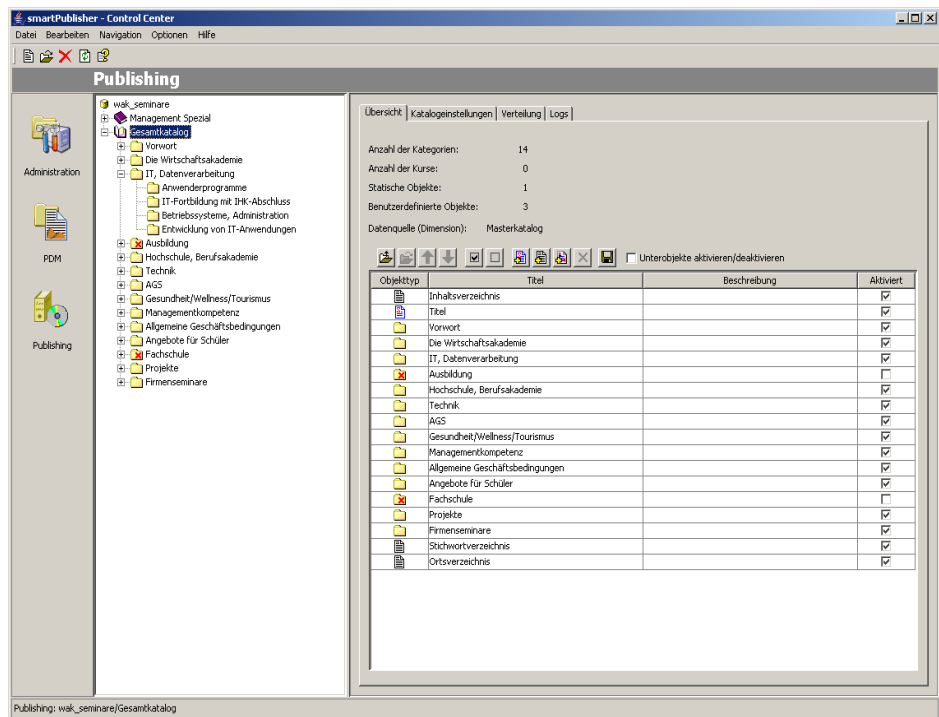 smartPublisher - Control Center
Datei Bearbeiten Navigation Optionen Hilfe
Publishing
Administration
PDM
Publishing
wak_seminare
Management Spezial
Gesamtkatalog
Vorwort
Die Wirtschaftsakademie
IT, Datenverarbeitung
Anwenderprogramme
IT-Fortbildung mit IHK-Abschluss
Betriebssysteme, Administration
Entwicklung von IT-Anwendungen
Ausbildung
Hochschule, Berufsakademie
Technik
AGS
Gesundheit/Wellness/Tourismus
Managementkompetenz
Allgemeine Geschäftsbedingungen
Angebote für Schüler
Fachschule
Projekte
Firmenseminare
Übersicht Katalogeinstellungen Verteilung Logs
Anzahl der Kategorien: 14
Anzahl der Kurse: 0
Statische Objekte: 1
Benutzerdefinierte Objekte: 3
Datenquelle (Dimension): Masterkatalog
Unterobjekte aktivieren/deaktivieren
Objekttyp Titel Beschreibung Aktiviert
Inhaltsverzeichnis
Titel
Vorwort
Die Wirtschaftsakademie
IT, Datenverarbeitung
Ausbildung
Hochschule, Berufsakademie
Technik
AGS
Gesundheit/Wellness/Tourismus
Managementkompetenz
Allgemeine Geschäftsbedingungen
Angebote für Schüler
Fachschule
Projekte
Firmenseminare
Stichwortverzeichnis
Ortsverzeichnis
Publishing: wak_seminare/Gesamtkatalog